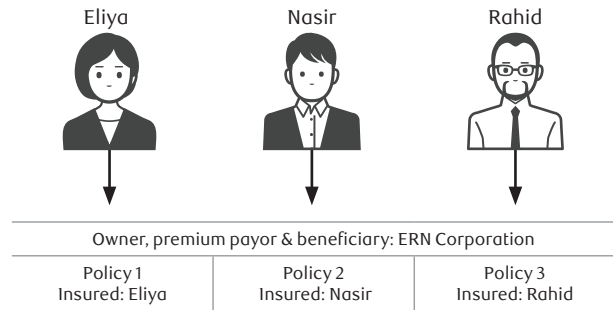 Eliya Nasir Rahid
Owner, premium payor & beneficiary: ERN Corporation
Policy 1 Policy 2 Policy 3
Insured: Eliya Insured: Nasir Insured: Rahid